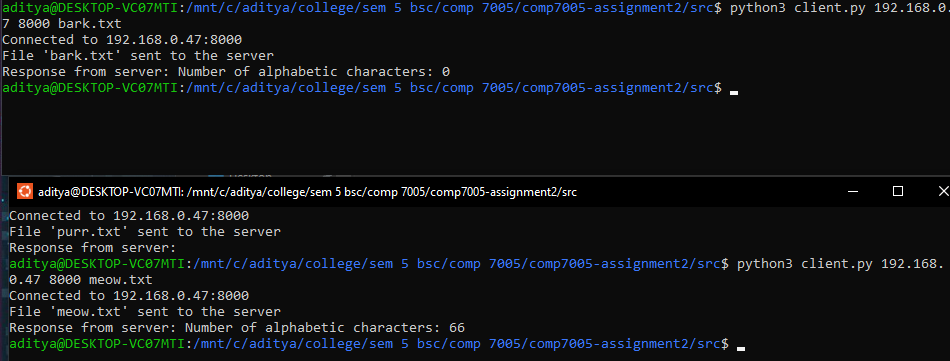 aditya@DESKTOP-VC07MTI:/mnt/c/aditya/college/sem 5 bsc/comp 7005/comp7005-assignment2/src$ python3 client.py 192.168.0.
7 8000 bark.txt
Connected to 192.168.0.47:8000
File 'bark.txt' sent to the server
Response from server: Number of alphabetic characters: 0
aditya@DESKTOP-VC07MTI:/mnt/c/aditya/college/sem 5 bsc/comp 7005/comp7005-assignment2/src$
aditya@DESKTOP-VC07MTI: /mnt/c/aditya/college/sem 5 bsc/comp 7005/comp7005-assignment2/src
Connected to 192.168.0.47:8000
File 'purr.txt' sent to the server
Response from server:
aditya@DESKTOP-VC07MTI:/mnt/c/aditya/college/sem 5 bsc/comp 7005/comp7005-assignment2/src$ python3 client.py 192.168.
0.47 8000 meow.txt
Connected to 192.168.0.47:8000
File 'meow.txt' sent to the server
Response from server: Number of alphabetic characters: 66
aditya@DESKTOP-VC07MTI:/mnt/c/aditya/college/sem 5 bsc/comp 7005/comp7005-assignment2/src$